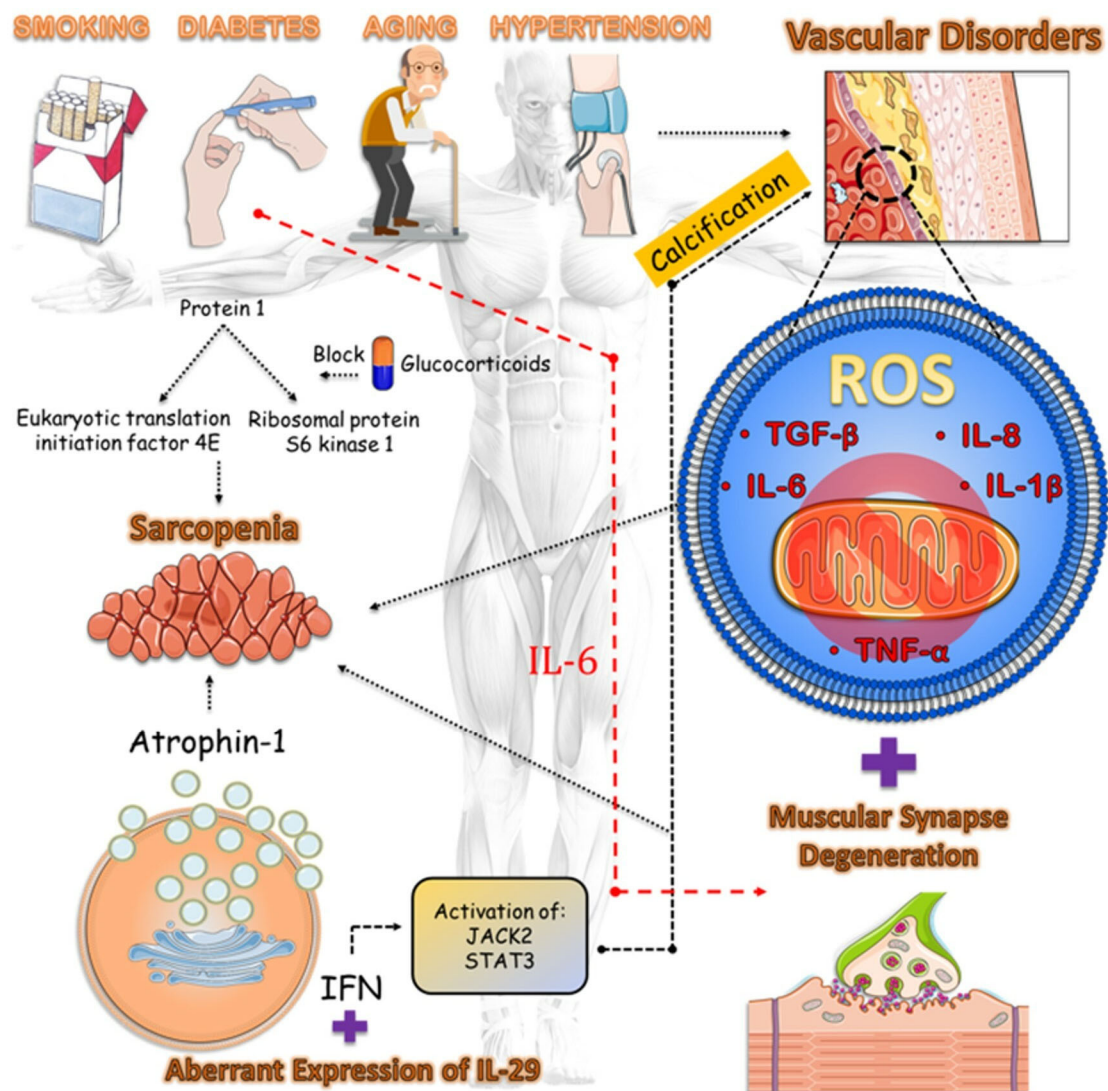 SMOKING
DIABETES
AGING
HYPERTENSION
Vascular Disorders
Calcification
Protein 1
Block
Glucocorticoids
Eukaryotic translation
initiation factor 4E
Ribosomal protein
S6 kinase 1
Sarcopenia
ROS
• TGF-β
• IL-8
• IL-6
• IL-1β
• TNF-α
IL-6
Atrophin-1
Muscular Synapse
Degeneration
Activation of:
JACK2
STAT3
IFN
Aberrant Expression of IL-29